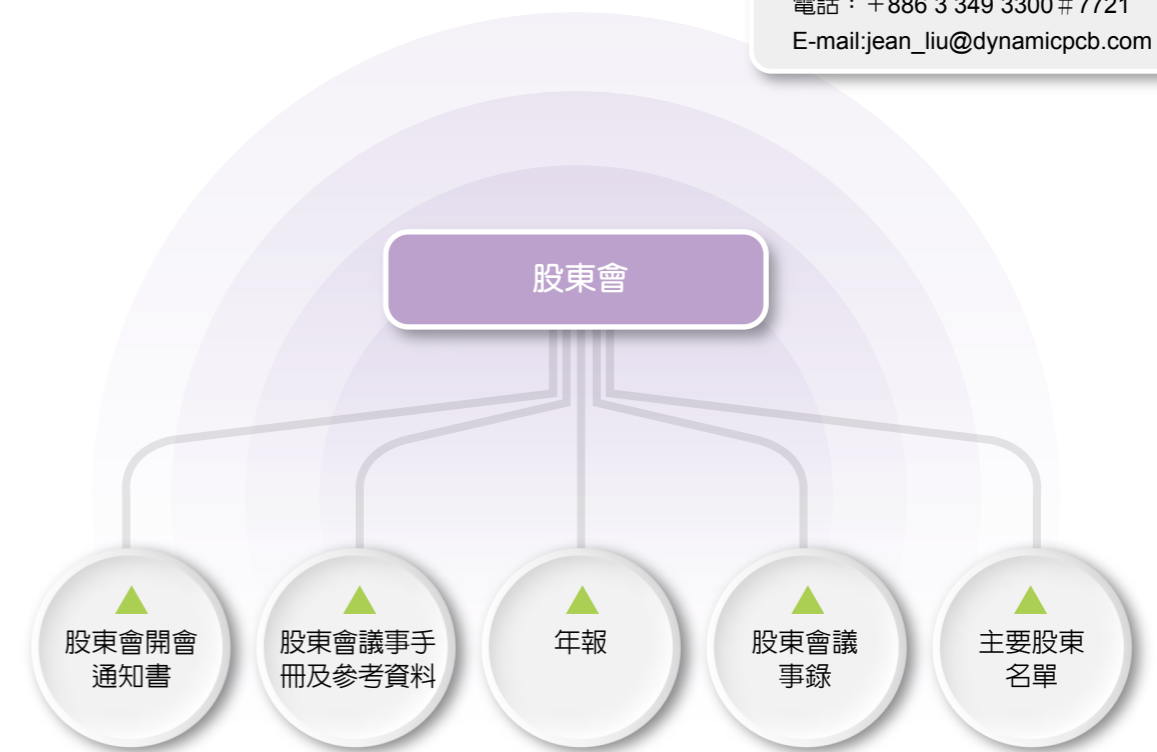 電話：＋886 3 349 3300＃7721
E-mail:jean_liu@dynamicpcb.com
股東會
股東會開會
通知書
股東會議事手
冊及參考資料
年報
股東會議
事錄
主要股東
名單